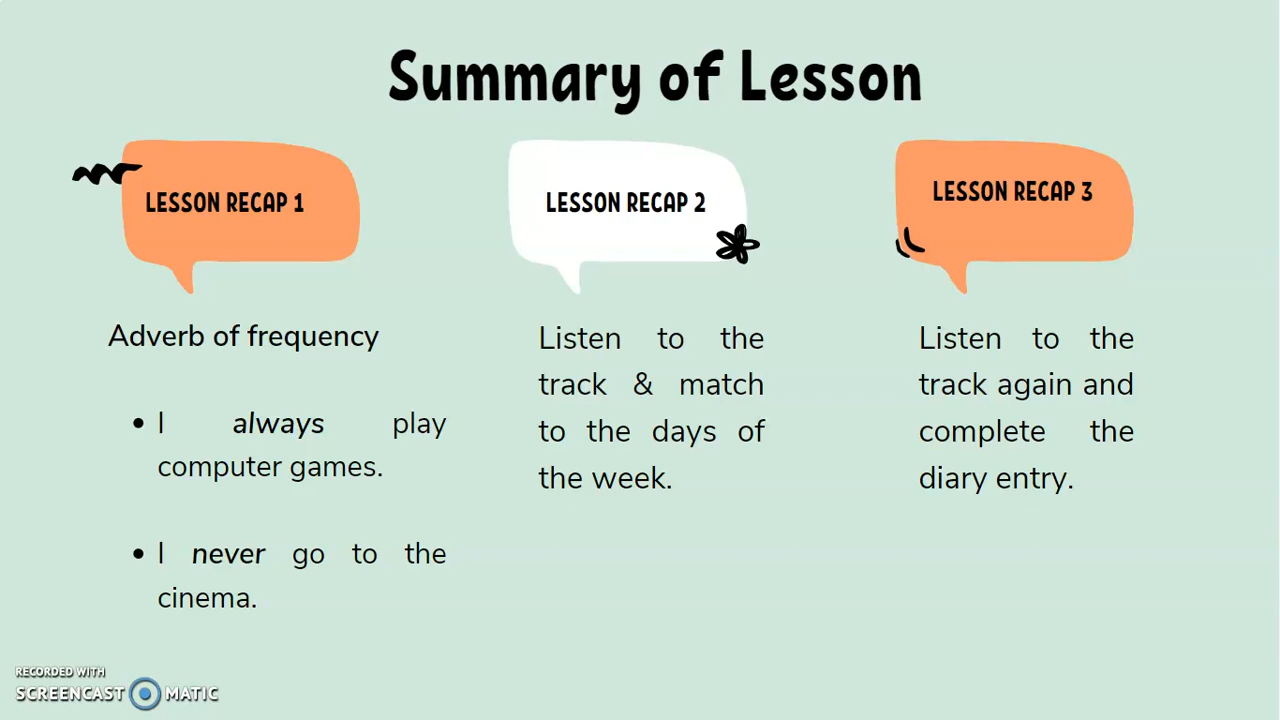 Summary of Lesson
LESSON RECAP 1
Adverb of frequency
• I always play
computer games.
• I never go to the
cinema.
LESSON RECAP 2
Listen to the
track & match
to the days of
the week.
LESSON RECAP 3
Listen to the
track again and
complete the
diary entry.
RECORDED WITH
SCREENCAST MATIC